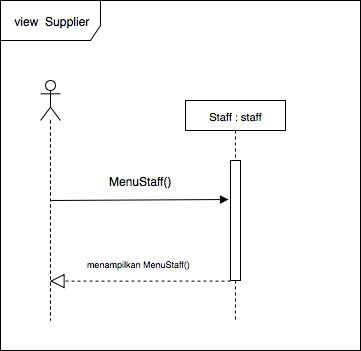 view Supplier
Staff : staff
MenuStaff()
menampilkan MenuStaff()